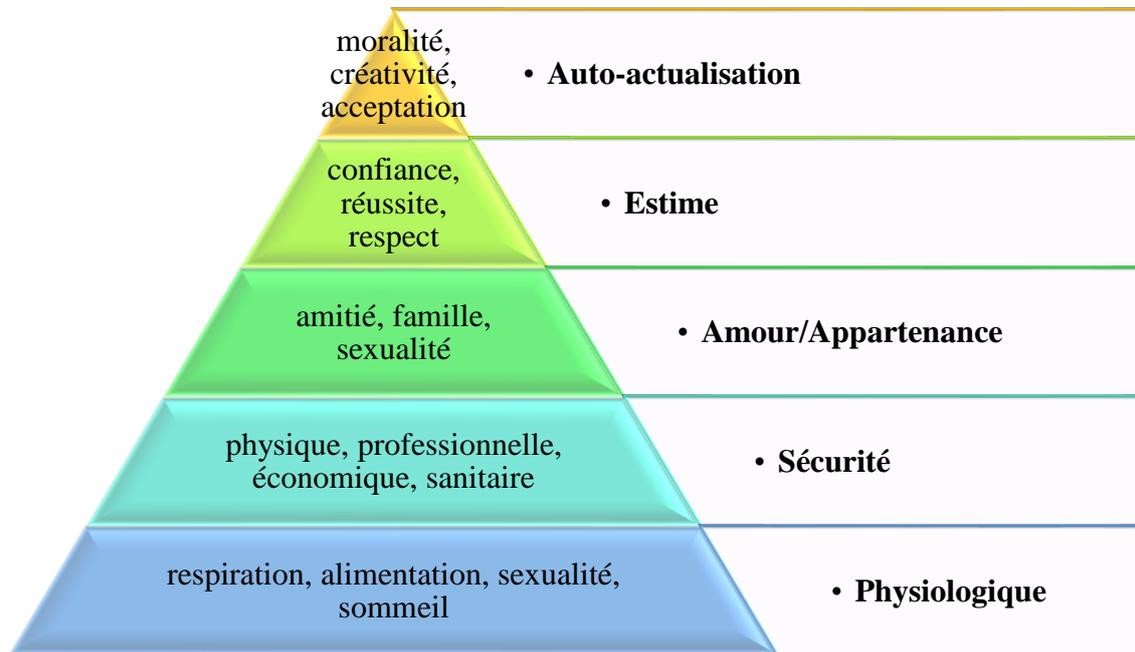 moralité,
créativité,
acceptation
• Auto-actualisation
confiance,
réussite,
respect
• Estime
amitié, famille,
sexualité
• Amour/Appartenance
physique, professionnelle,
économique, sanitaire
• Sécurité
respiration, alimentation, sexualité,
sommeil
• Physiologique